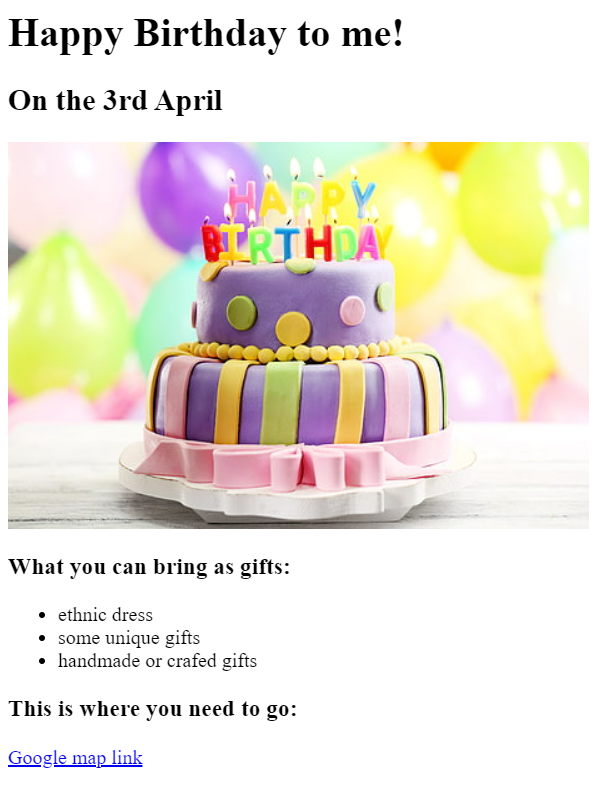 Happy Birthday to me!
On the 3rd April
HAPPY
BIRTHDAY
What you can bring as gifts:
ethnic dress
some unique gifts
handmade or crafed gifts
This is where you need to go:
Google map link